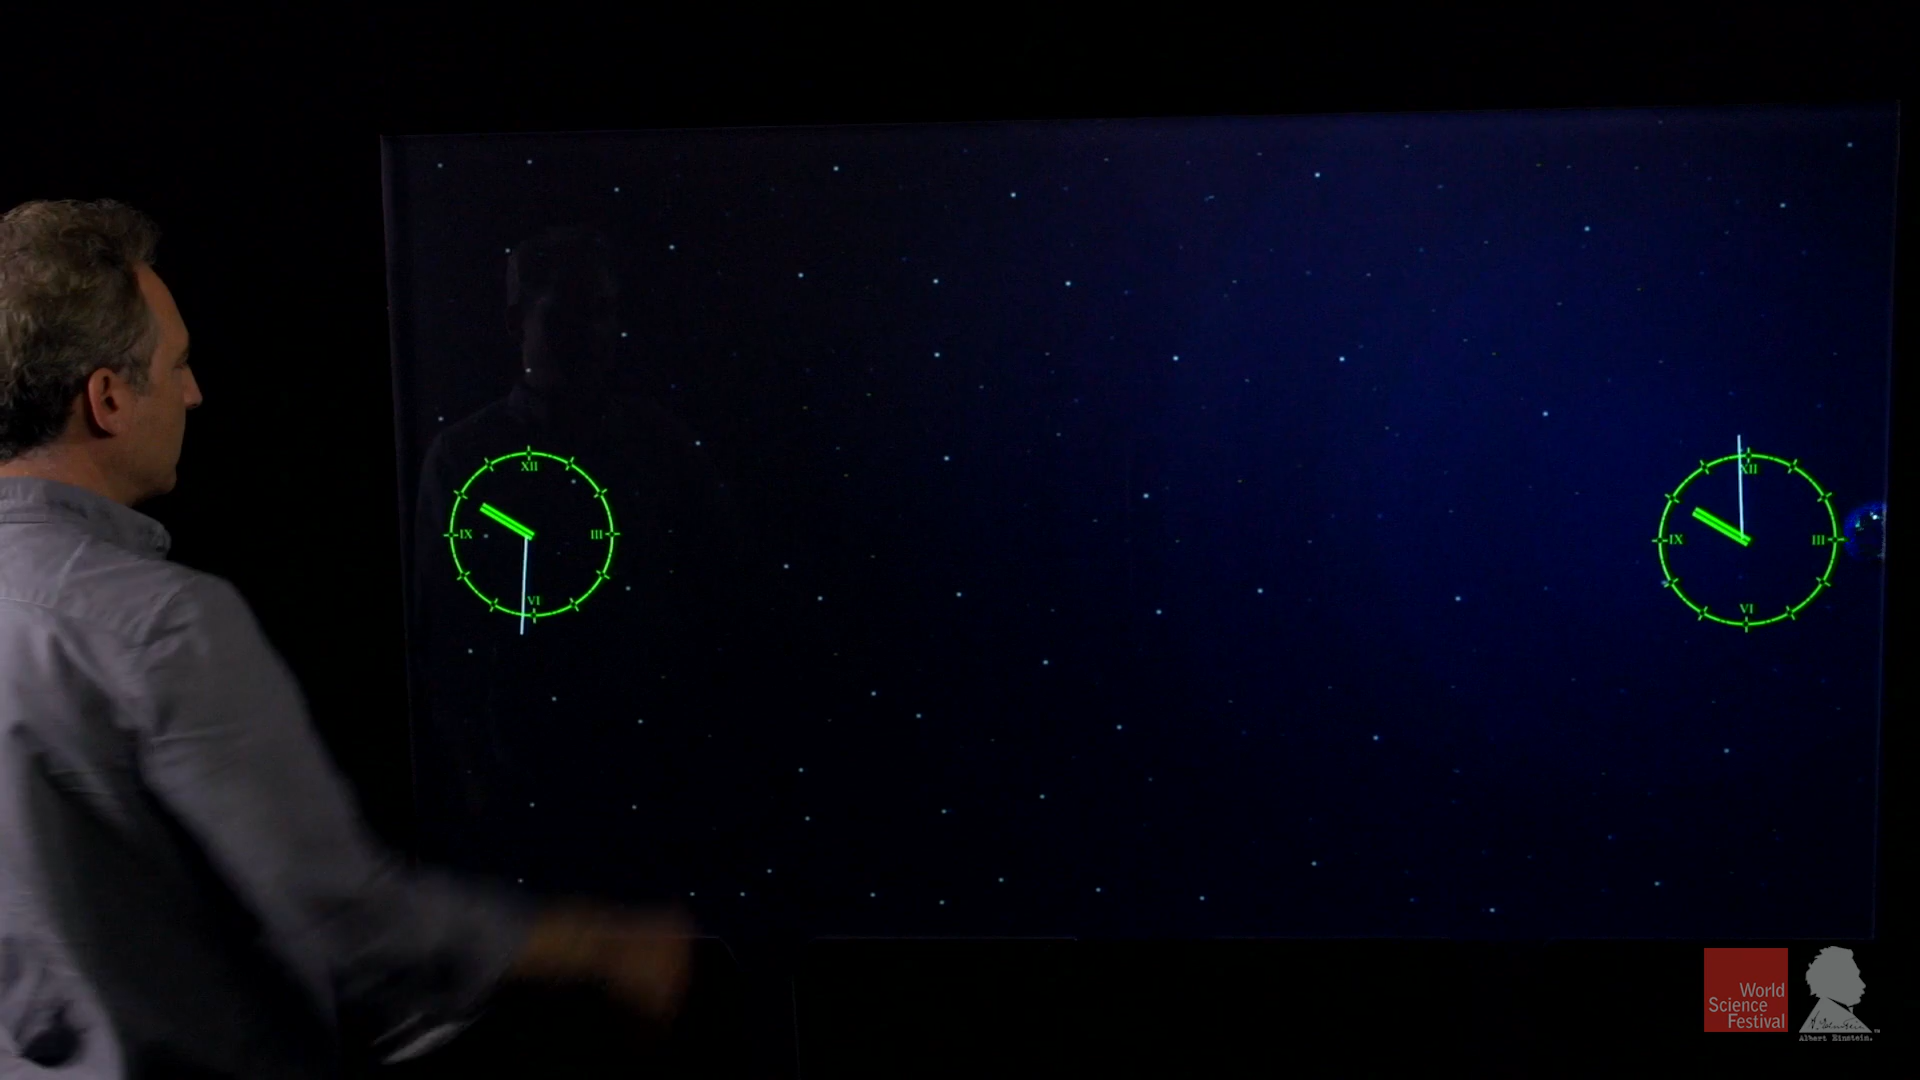 XII
IX
III
VI
XII
IX
III
VI
World
Science
Festival
Albert Einstein.